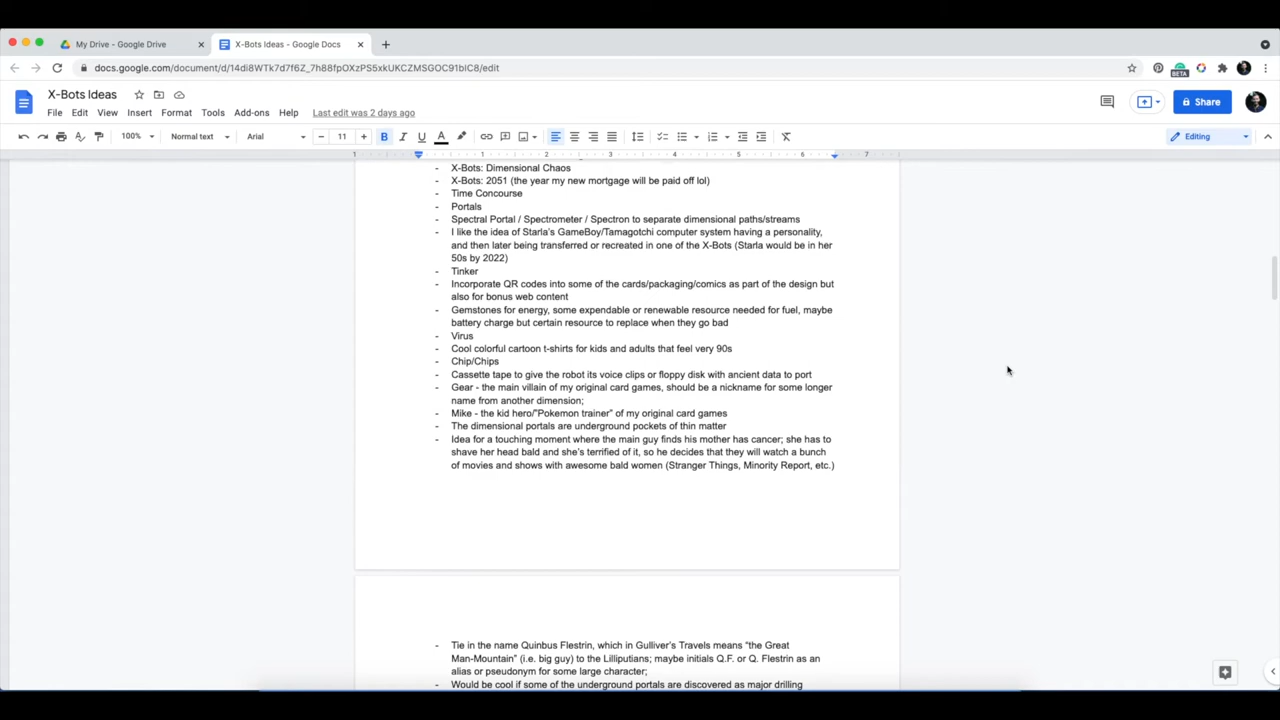 My Drive - Google Drive
X-Bots Ideas - Google Docs
docs.google.com/document/d/14di8WTk7d7f6Z_7h88fpOXzPS5xkUKCZMSGOC91bIC8/edit
BETA
X-Bots Ideas
File Edit View Insert Format Tools Add-ons Help Last edit was 2 days ago
Share
100% Normal text Arial 11 B I U A Editing
1 1 2 3 4 5 6 7
- X-Bots: Dimensional Chaos
- X-Bots: 2051 (the year my new mortgage will be paid off lol)
- Time Concourse
- Portals
- Spectral Portal / Spectrometer / Spectron to separate dimensional paths/streams
- I like the idea of Starla's GameBoy/Tamagotchi computer system having a personality,
and then later being transferred or recreated in one of the X-Bots (Starla would be in her
50s by 2022)
- Tinker
- Incorporate QR codes into some of the cards/packaging/comics as part of the design but
also for bonus web content
- Gemstones for energy, some expendable or renewable resource needed for fuel, maybe
battery charge but certain resource to replace when they go bad
- Virus
- Cool colorful cartoon t-shirts for kids and adults that feel very 90s
- Chip/Chips
- Cassette tape to give the robot its voice clips or floppy disk with ancient data to port
- Gear - the main villain of my original card games, should be a nickname for some longer
name from another dimension;
- Mike - the kid hero/"Pokemon trainer" of my original card games
- The dimensional portals are underground pockets of thin matter
- Idea for a touching moment where the main guy finds his mother has cancer; she has to
shave her head bald and she's terrified of it, so he decides that they will watch a bunch
of movies and shows with awesome bald women (Stranger Things, Minority Report, etc.)
- Tie in the name Quinbus Flestrin, which in Gulliver's Travels means "the Great
Man-Mountain" (i.e. big guy) to the Lilliputians; maybe initials Q.F. or Q. Flestrin as an
alias or pseudonym for some large character;
- Would be cool if some of the underground portals are discovered as major drilling